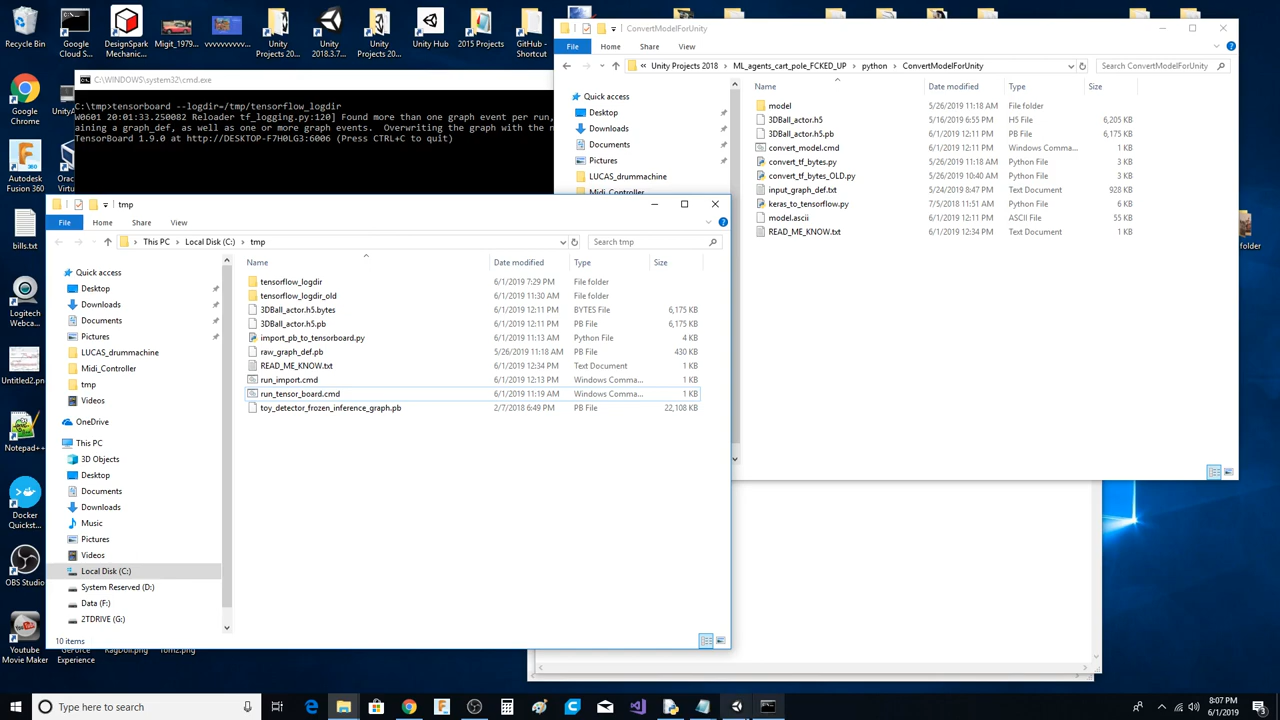 Recycle Bin
Google Cloud S...
DesignSpark Mechanic...
Migit_1979...
vvvvvvvvv...
Unity
Unity 2018.3.7...
Unity
Unity Hub
2015 Projects
GitHub - Shortcut
ConvertModelForUnity
File
Home
Share
View
« Unity Projects 2018 > ML_agents_cart_pole_FCKED_UP > python > ConvertModelForUnity
Search ConvertModelForUnity
Quick access
Desktop
Downloads
Documents
Pictures
LUCAS_drummachine
Midi_Controller
Name
Date modified
Type
Size
model 5/26/2019 11:18 AM File folder
3DBall_actor.h5 5/16/2019 6:55 PM H5 File 6,205 KB
3DBall_actor.h5.pb 6/1/2019 12:11 PM PB File 6,175 KB
convert_model.cmd 6/1/2019 12:11 PM Windows Comma... 1 KB
convert_tf_bytes.py 5/26/2019 11:18 AM Python File 3 KB
convert_tf_bytes_OLD.py 5/26/2019 10:40 AM Python File 3 KB
input_graph_def.txt 5/24/2019 8:47 PM Text Document 928 KB
keras_to_tensorflow.py 7/5/2018 11:51 AM Python File 6 KB
model.ascii 6/1/2019 12:11 PM ASCII File 55 KB
READ_ME_KNOW.txt 6/1/2019 12:34 PM Text Document 1 KB
C:\WINDOWS\system32\cmd.exe
C:\tmp>tensorboard --logdir=/tmp/tensorflow_logdir
W0601 20:01:33.250082 Reloader tf_logging.py:120] Found more than one graph event per run,
aining a graph_def, as well as one or more graph events.  Overwriting the graph with the n
TensorBoard 1.9.0 at http://DESKTOP-F7H0LG3:6006 (Press CTRL+C to quit)
Google Chrome
Autodesk Fusion 360
bills.txt
Logitech Webca...
Untitled2.pn
Notepad++
Docker Quickst...
OBS Studio
Youtube Movie Maker
GeForce Experience
RagDoll.png
Tom2.png
folder
tmp
File
Home
Share
View
This PC > Local Disk (C:) > tmp
Search tmp
Quick access
Desktop
Downloads
Documents
Pictures
LUCAS_drummachine
Midi_Controller
tmp
Videos
OneDrive
This PC
3D Objects
Desktop
Documents
Downloads
Music
Pictures
Videos
Local Disk (C:)
System Reserved (D:)
Data (F:)
ZTDRIVE (G:)
Name
Date modified
Type
Size
tensorflow_logdir 6/1/2019 7:29 PM File folder
tensorflow_logdir_old 6/1/2019 11:30 AM File folder
3DBall_actor.h5.bytes 6/1/2019 12:11 PM BYTES File 6,175 KB
3DBall_actor.h5.pb 6/1/2019 12:11 PM PB File 6,175 KB
import_pb_to_tensorboard.py 6/1/2019 11:13 AM Python File 4 KB
raw_graph_def.pb 5/26/2019 11:18 AM PB File 430 KB
READ_ME_KNOW.txt 6/1/2019 12:34 PM Text Document 1 KB
run_import.cmd 6/1/2019 12:13 PM Windows Comma... 1 KB
run_tensor_board.cmd 6/1/2019 11:19 AM Windows Comma... 1 KB
toy_detector_frozen_inference_graph.pb 2/7/2018 6:49 PM PB File 22,108 KB
10 items
Type here to search
8:07 PM
6/1/2019